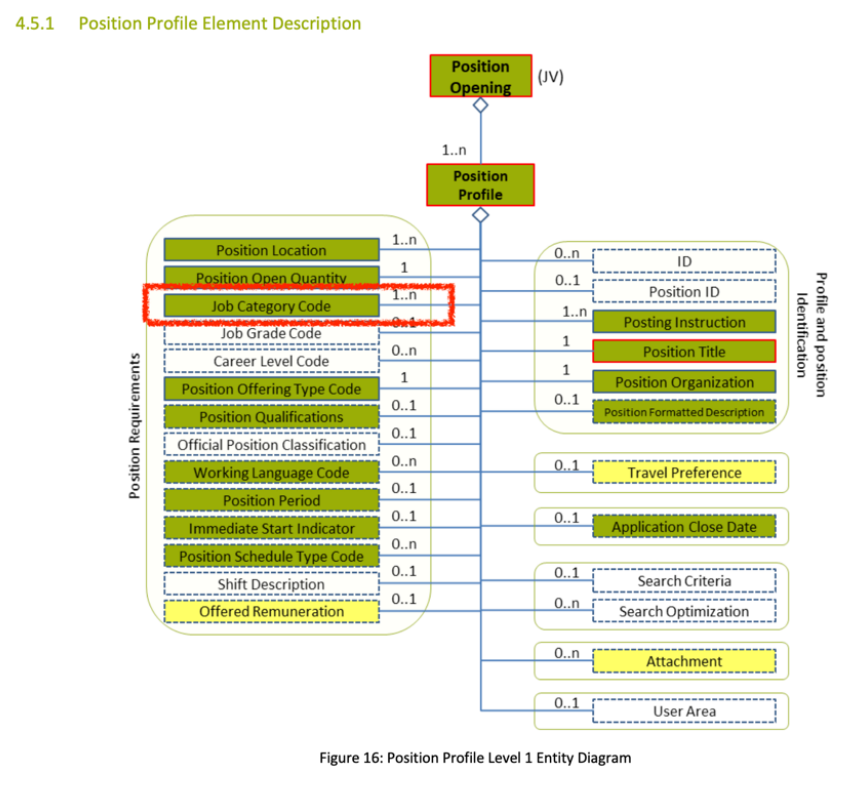 4.5.1 Position Profile Element Description
Position
Opening
(JV)
1..n
Position
Profile
Position Requirements
Position Location
1..n
Position Open Quantity
1
Job Category Code
1..n
Job Grade Code
0..1
Career Level Code
0..n
Position Offering Type Code
1
Position Qualifications
0..1
Official Position Classification
0..1
Working Language Code
0..n
Position Period
0..1
Immediate Start Indicator
0..1
Position Schedule Type Code
0..n
Shift Description
0..1
Offered Remuneration
0..1
0..n
ID
0..1
Position ID
1..n
Posting Instruction
1
Position Title
1
Position Organization
0..1
Position Formatted Description
Profile and position
Identification
0..1
Travel Preference
0..1
Application Close Date
0..1
Search Criteria
0..n
Search Optimization
0..n
Attachment
0..1
User Area
Figure 16: Position Profile Level 1 Entity Diagram